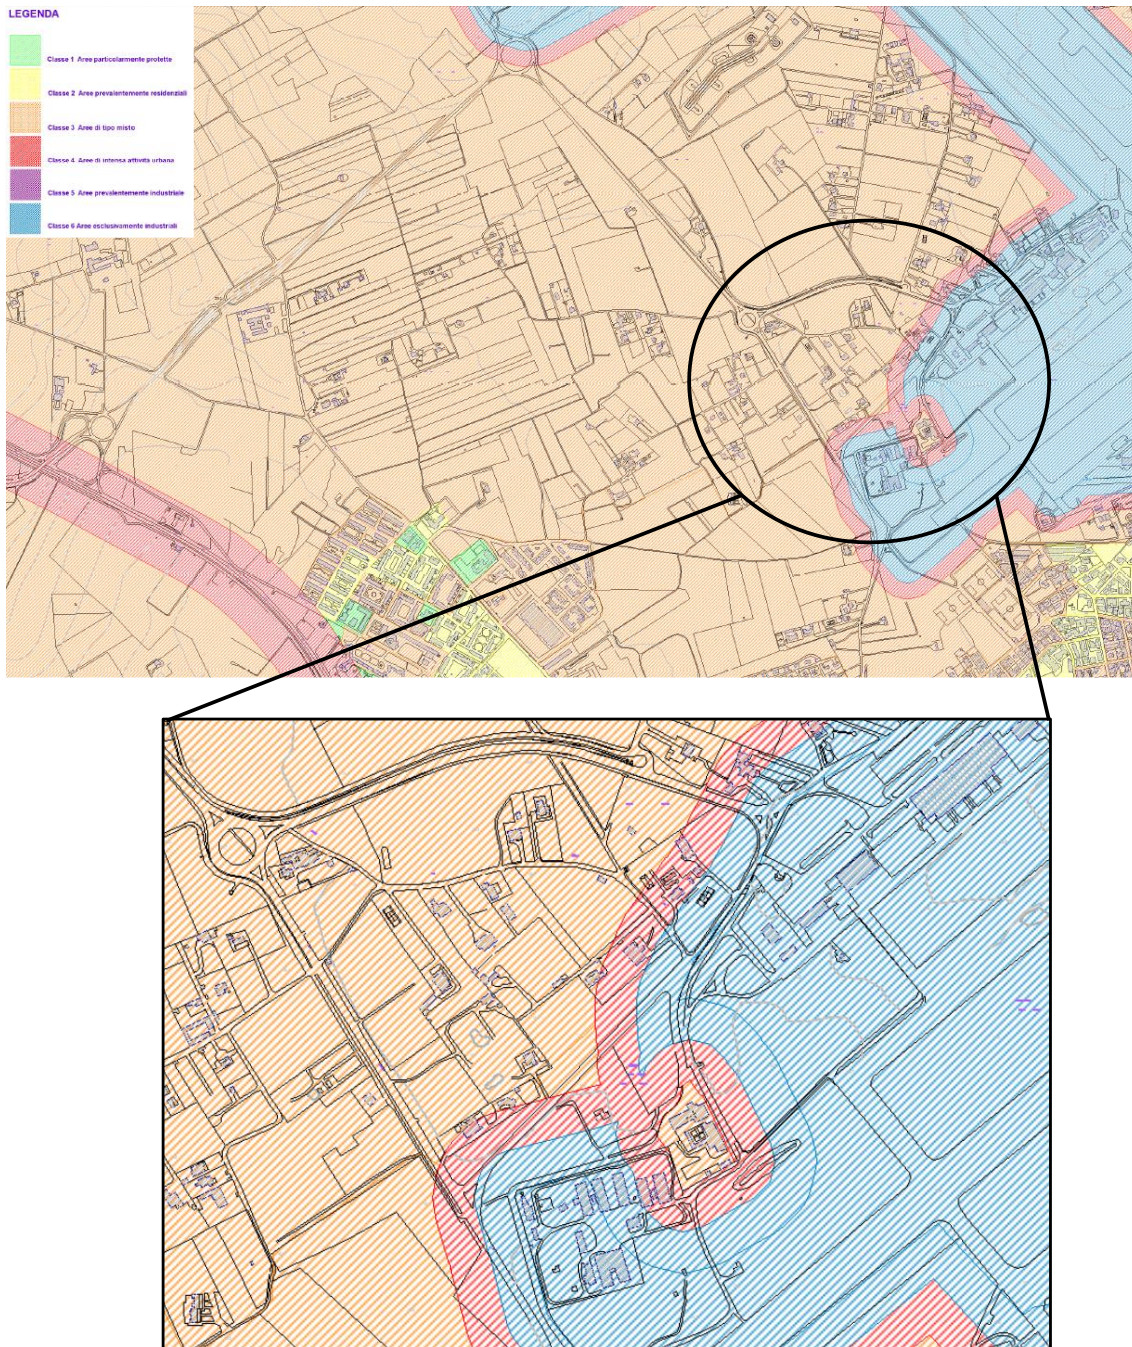 LEGENDA
Classe 1 Aree particolarmente protette
Classe 2 Aree prevalentemente residenziali
Classe 3 Aree di tipo misto
Classe 4 Aree di intensa attività urbana
Classe 5 Aree prevalentemente industriale
Classe 6 Aree esclusivamente industriali